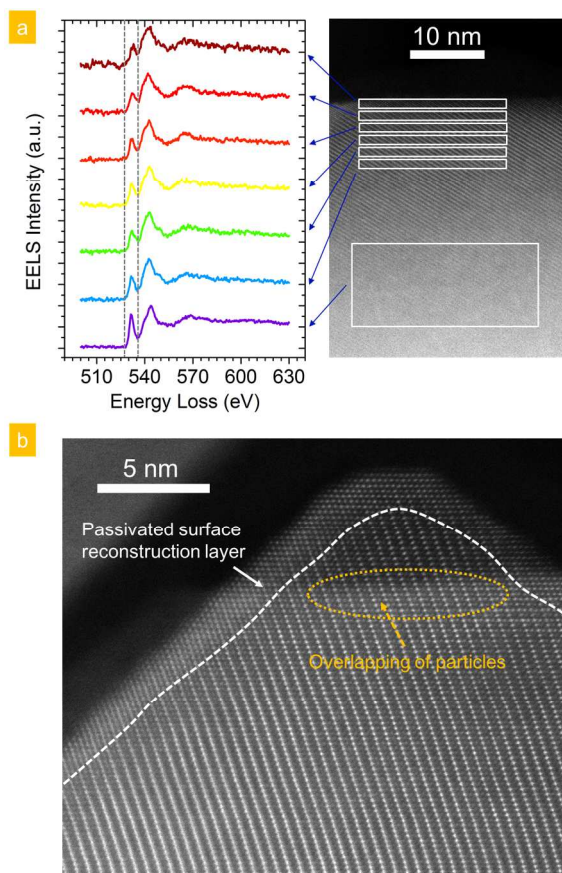 a
EELS Intensity (a.u.)
510 540 570 600 630
Energy Loss (eV)
10 nm
b
5 nm
Passivated surface
reconstruction layer
Overlapping of particles